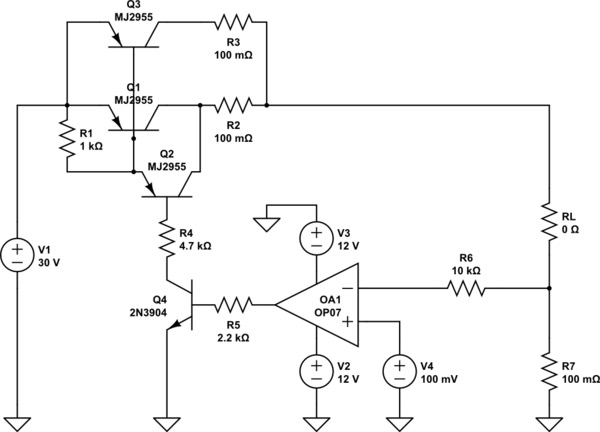 Q3
MJ2955
R3
100 mΩ
Q1
MJ2955
R2
100 mΩ
R1
1 kΩ
Q2
MJ2955
R4
4.7 kΩ
V3
12 V
RL
0 Ω
V1
30 V
R6
10 kΩ
Q4
2N3904
OA1
OP07
R5
2.2 kΩ
V2
12 V
V4
100 mV
R7
100 mΩ